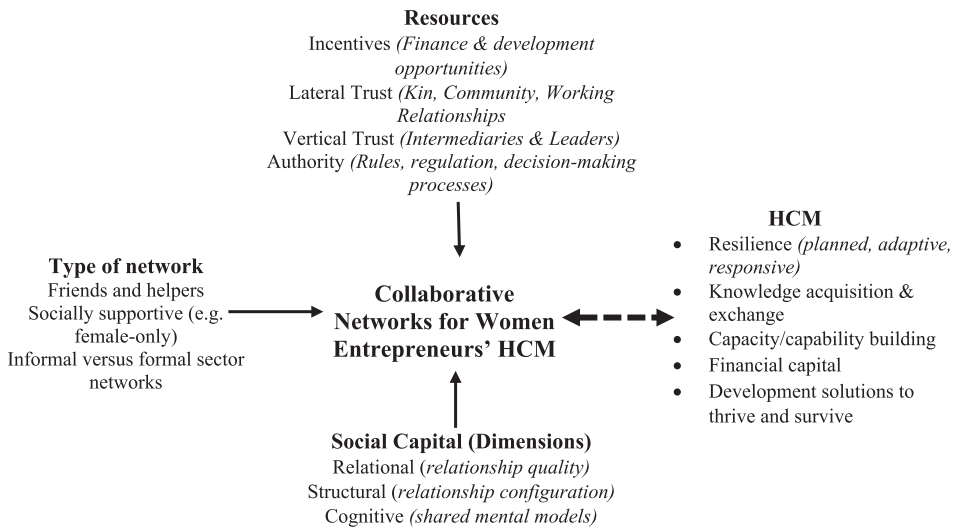 Resources
Incentives (Finance & development
opportunities)
Lateral Trust (Kin, Community, Working
Relationships
Vertical Trust (Intermediaries & Leaders)
Authority (Rules, regulation, decision-making
processes)
Type of network
Friends and helpers
Socially supportive (e.g.
female-only)
Informal versus formal sector
networks
Collaborative
Networks for Women
Entrepreneurs' HCM
HCM
• Resilience (planned, adaptive,
responsive)
• Knowledge acquisition &
exchange
• Capacity/capability building
• Financial capital
• Development solutions to
thrive and survive
Social Capital (Dimensions)
Relational (relationship quality)
Structural (relationship configuration)
Cognitive (shared mental models)